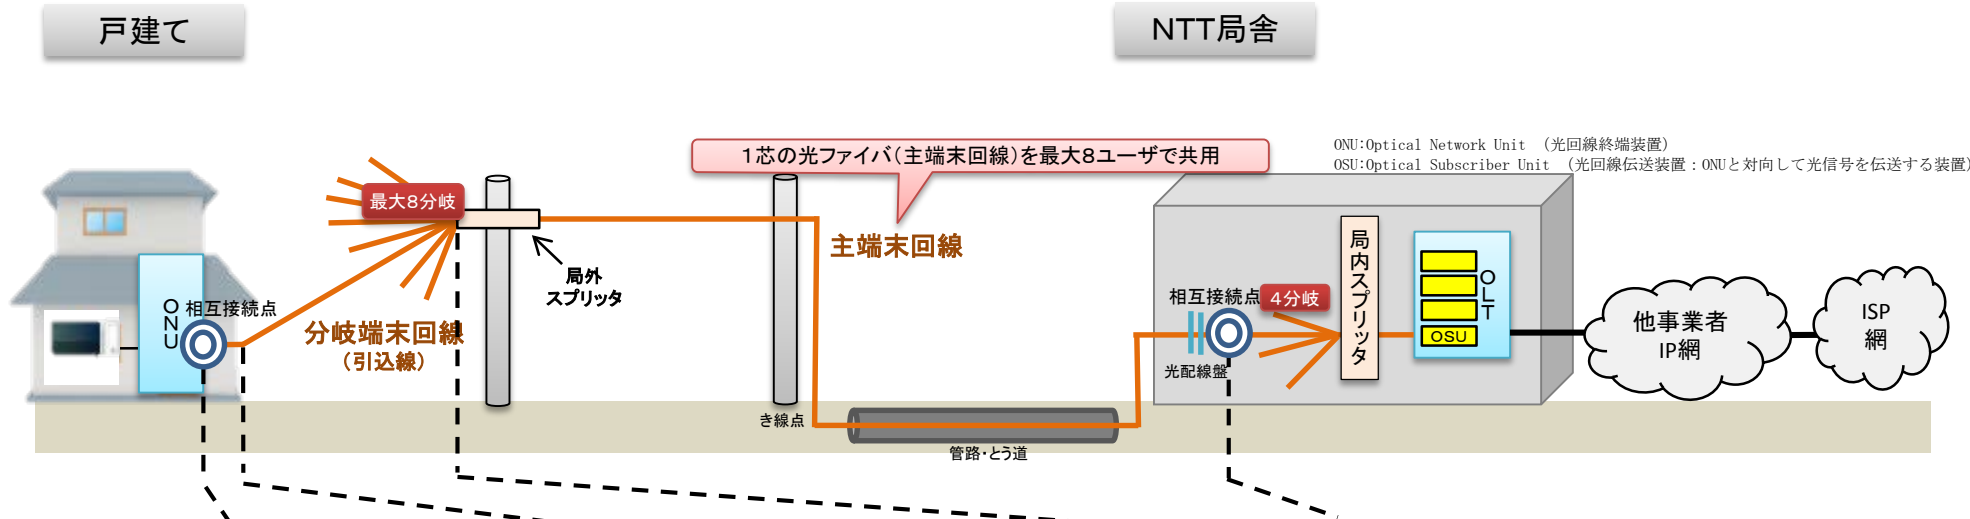 戸建て
NTT局舎
1芯の光ファイバ(主端末回線)を最大8ユーザで共用
ONU:Optical Network Unit (光回線終端装置)
OSU:Optical Subscriber Unit (光回線伝送装置:ONUと対向して光信号を伝送する装置)
最大8分岐
主端末回線
局外
スプリッタ
ONU
相互接続点
分岐端末回線
(引込線)
き線点
管路・とう道
相互接続点
4分岐
光配線盤
局内スプリッタ
OLT
OSU
他事業者
IP網
ISP
網